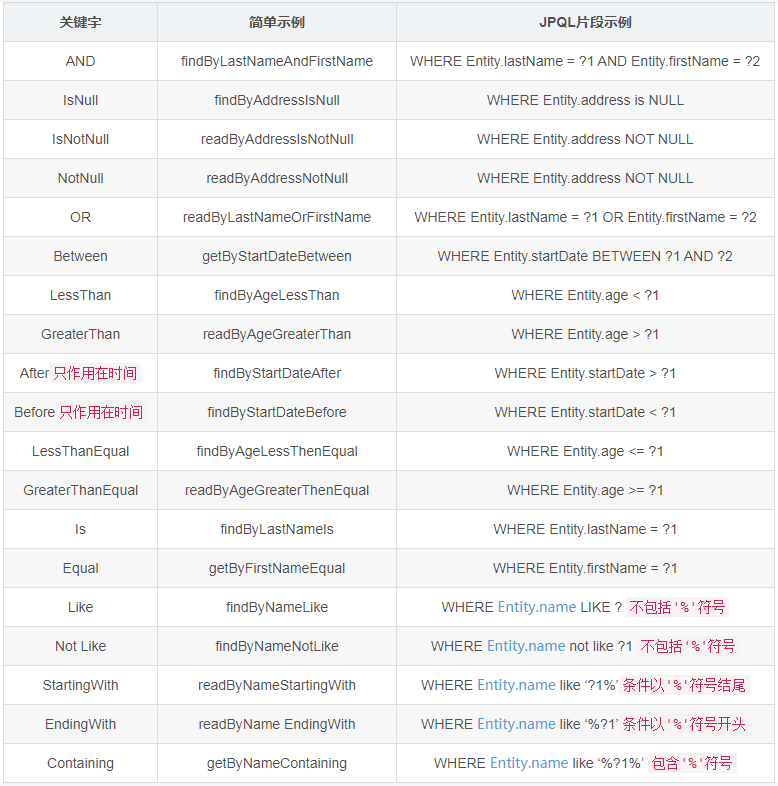 关键字 简单示例 JPQL片段示例
AND findByLastNameAndFirstName WHERE Entity.lastName = ?1 AND Entity.firstName = ?2
IsNull findByAddressIsNull WHERE Entity.address is NULL
IsNotNull readByAddressIsNotNull WHERE Entity.address NOT NULL
NotNull readByAddressNotNull WHERE Entity.address NOT NULL
OR readByLastNameOrFirstName WHERE Entity.lastName = ?1 OR Entity.firstName = ?2
Between getByStartDateBetween WHERE Entity.startDate BETWEEN ?1 AND ?2
LessThan findByAgeLessThan WHERE Entity.age < ?1
GreaterThan readByAgeGreaterThan WHERE Entity.age > ?1
After 只作用在时间 findByStartDateAfter WHERE Entity.startDate > ?1
Before 只作用在时间 findByStartDateBefore WHERE Entity.startDate < ?1
LessThanEqual findByAgeLessThenEqual WHERE Entity.age <= ?1
GreaterThanEqual readByAgeGreaterThenEqual WHERE Entity.age >= ?1
Is findByLastNameIs WHERE Entity.lastName = ?1
Equal getByFirstNameEqual WHERE Entity.firstName = ?1
Like findByNameLike WHERE Entity.name LIKE ? 不包括'%'符号
Not Like findByNameNotLike WHERE Entity.name not like ?1 不包括'%'符号
StartingWith readByNameStartingWith WHERE Entity.name like ‘?1%’ 条件以'%'符号结尾
EndingWith readByName EndingWith WHERE Entity.name like ‘%?1’ 条件以'%'符号开头
Containing getByNameContaining WHERE Entity.name like ‘%?1%’ 包含'%'符号